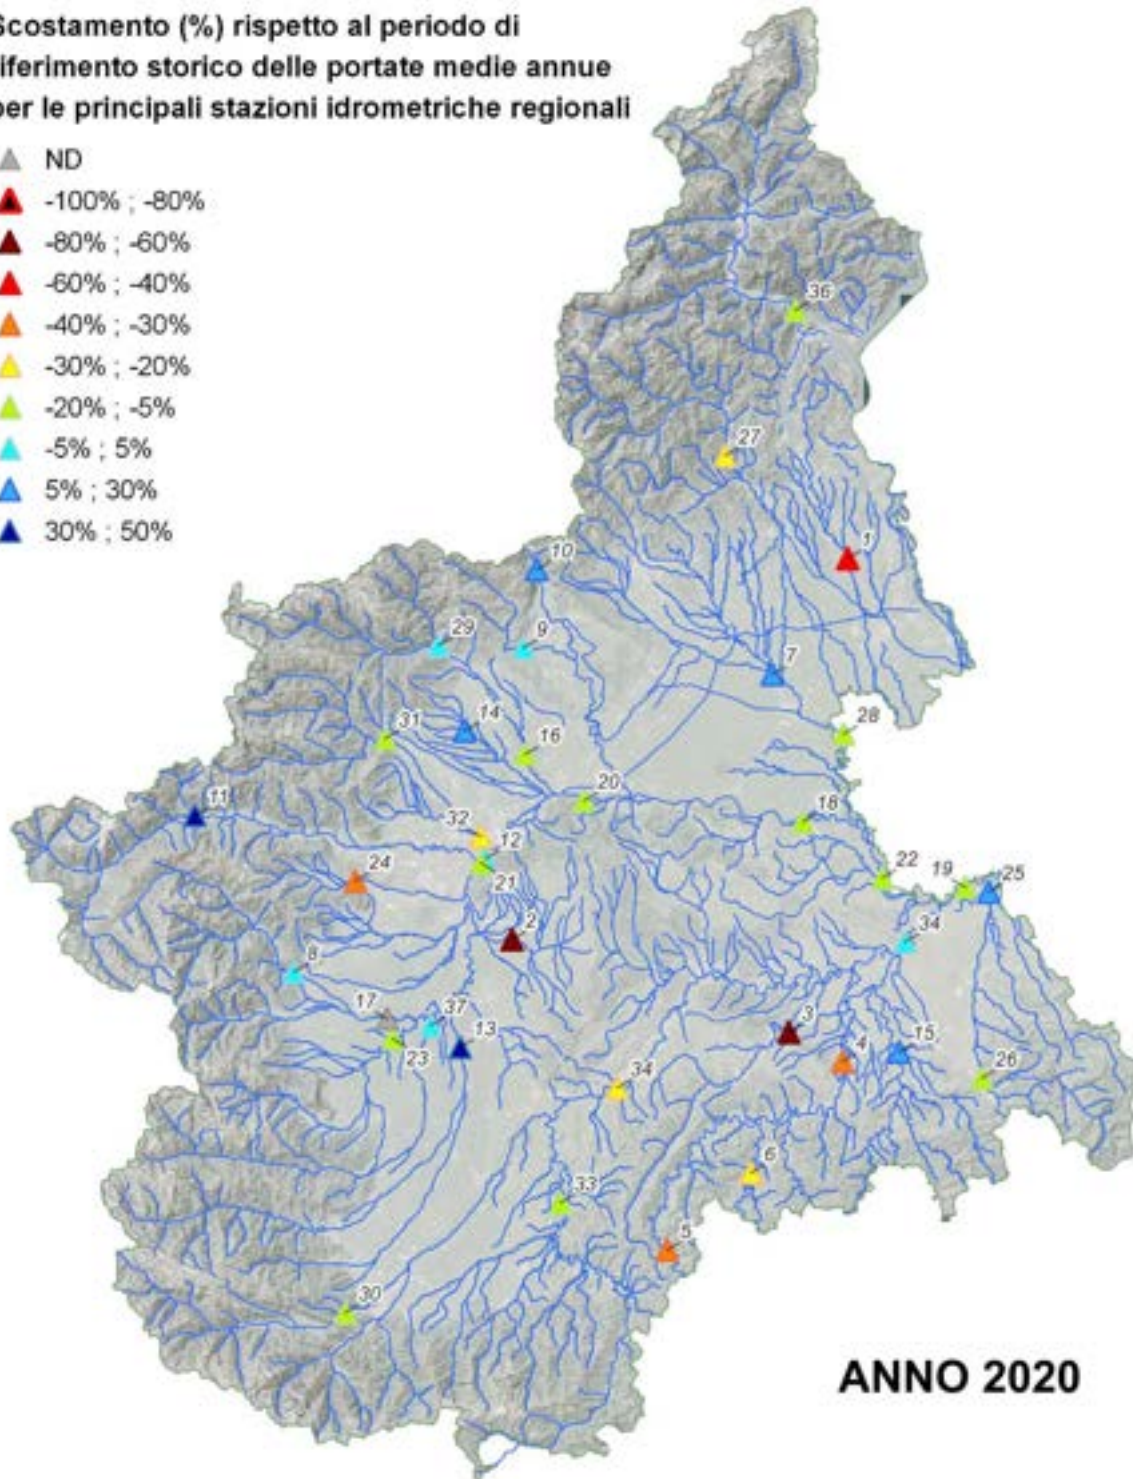 Scostamento (%) rispetto al periodo di
iferimento storico delle portate medie annue
per le principali stazioni idrometriche regionali
ND
-100% ; -80%
-80% ; -60%
-60% ; -40%
-40% ; -30%
-30% ; -20%
-20% ; -5%
-5% ; 5%
5% ; 30%
30% ; 50%
36
27
1
10
29
9
7
14
31
28
16
20
11
18
32
12
24
21
22
19
25
2
34
8
17
37
13
3
23
4
15
34
26
6
33
5
30
ANNO 2020